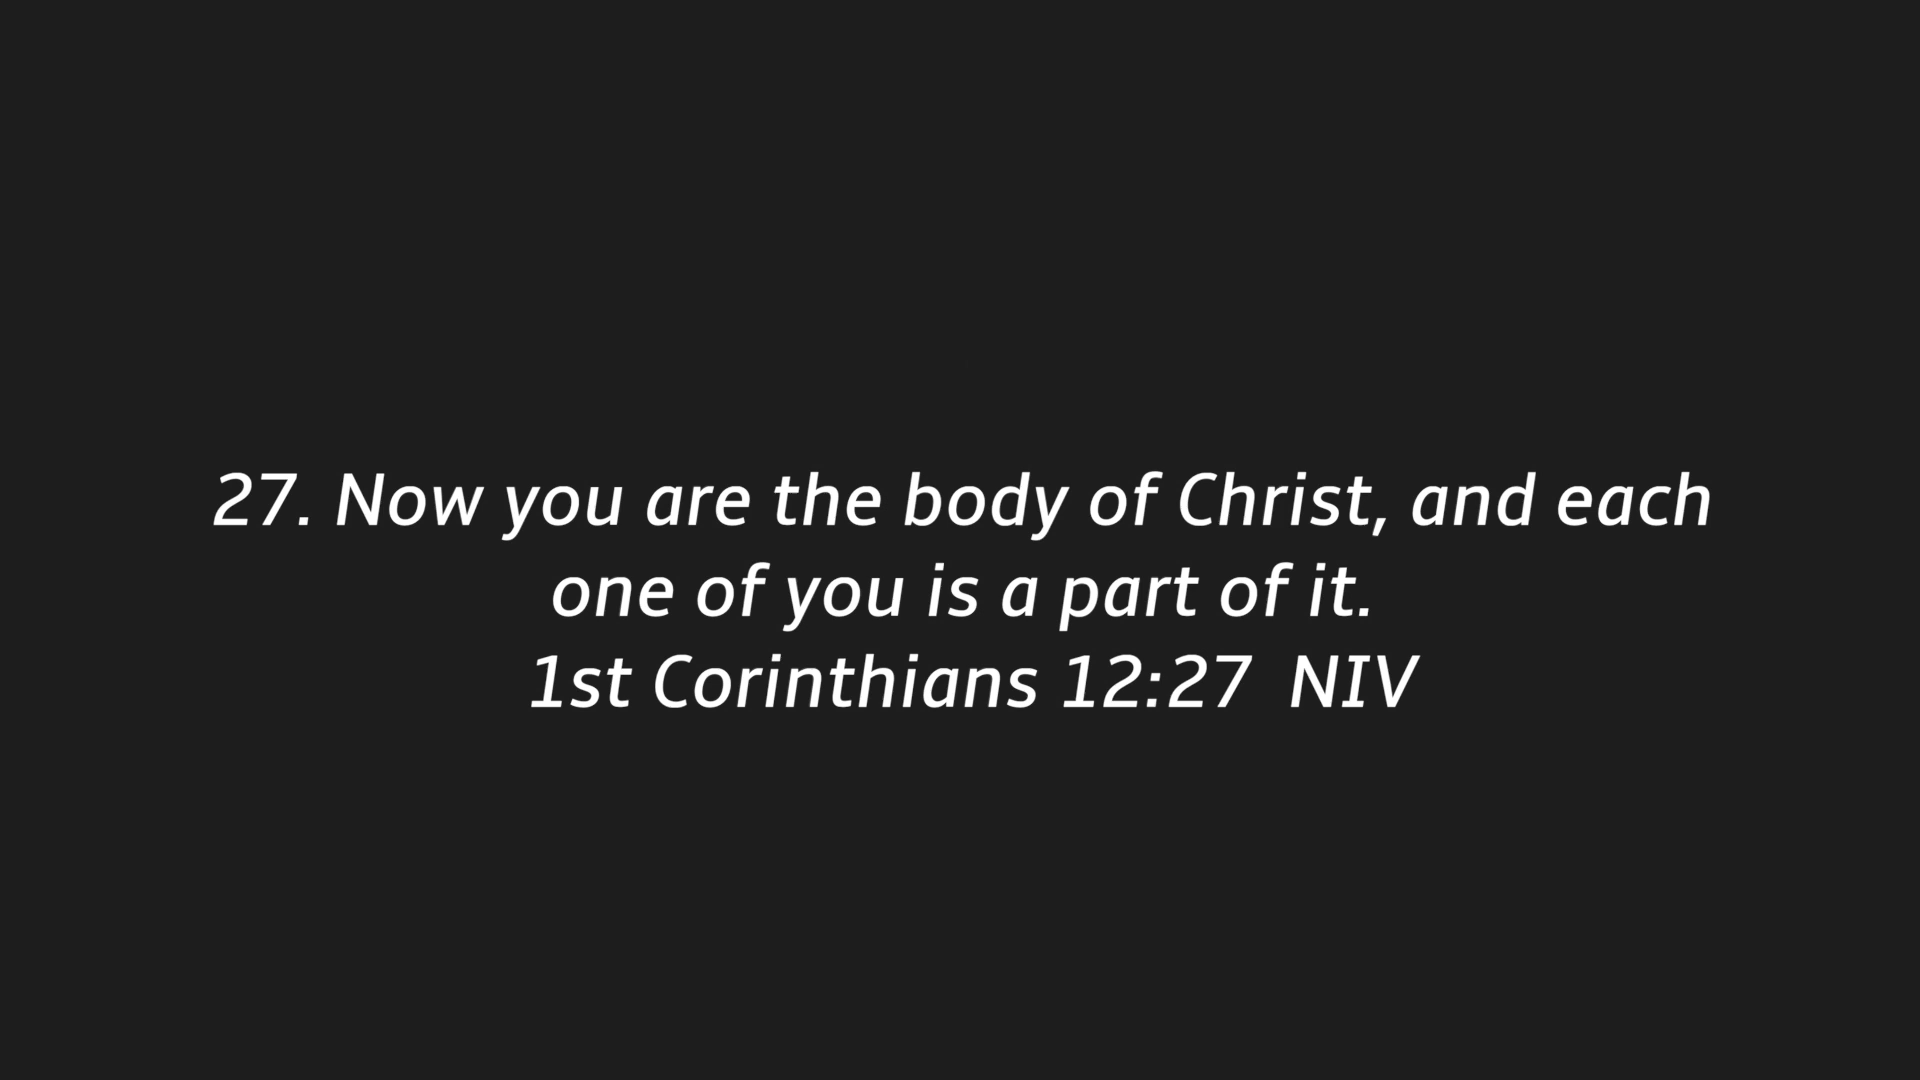 27. Now you are the body of Christ, and each
one of you is a part of it.
1st Corinthians 12:27  NIV